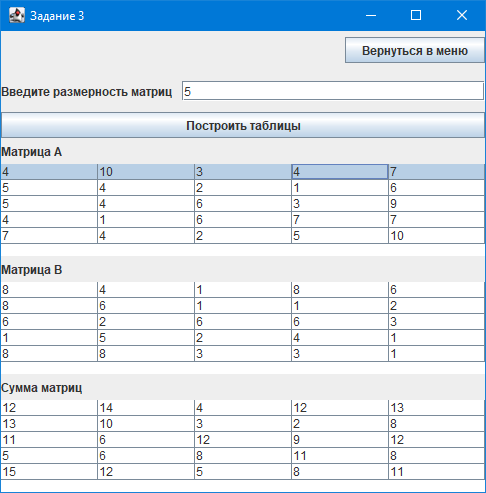 Задание 3
Вернуться в меню
Введите размерность матриц 5
Построить таблицы
Матрица A
4 10 3 4 7
5 4 2 1 6
5 4 6 3 9
4 1 6 7 7
7 4 2 5 10
Матрица B
8 4 1 8 6
8 6 1 1 2
6 2 6 6 3
1 5 2 4 1
8 8 3 3 1
Сумма матриц
12 14 4 12 13
13 10 3 2 8
11 6 12 9 12
5 6 8 11 8
15 12 5 8 11